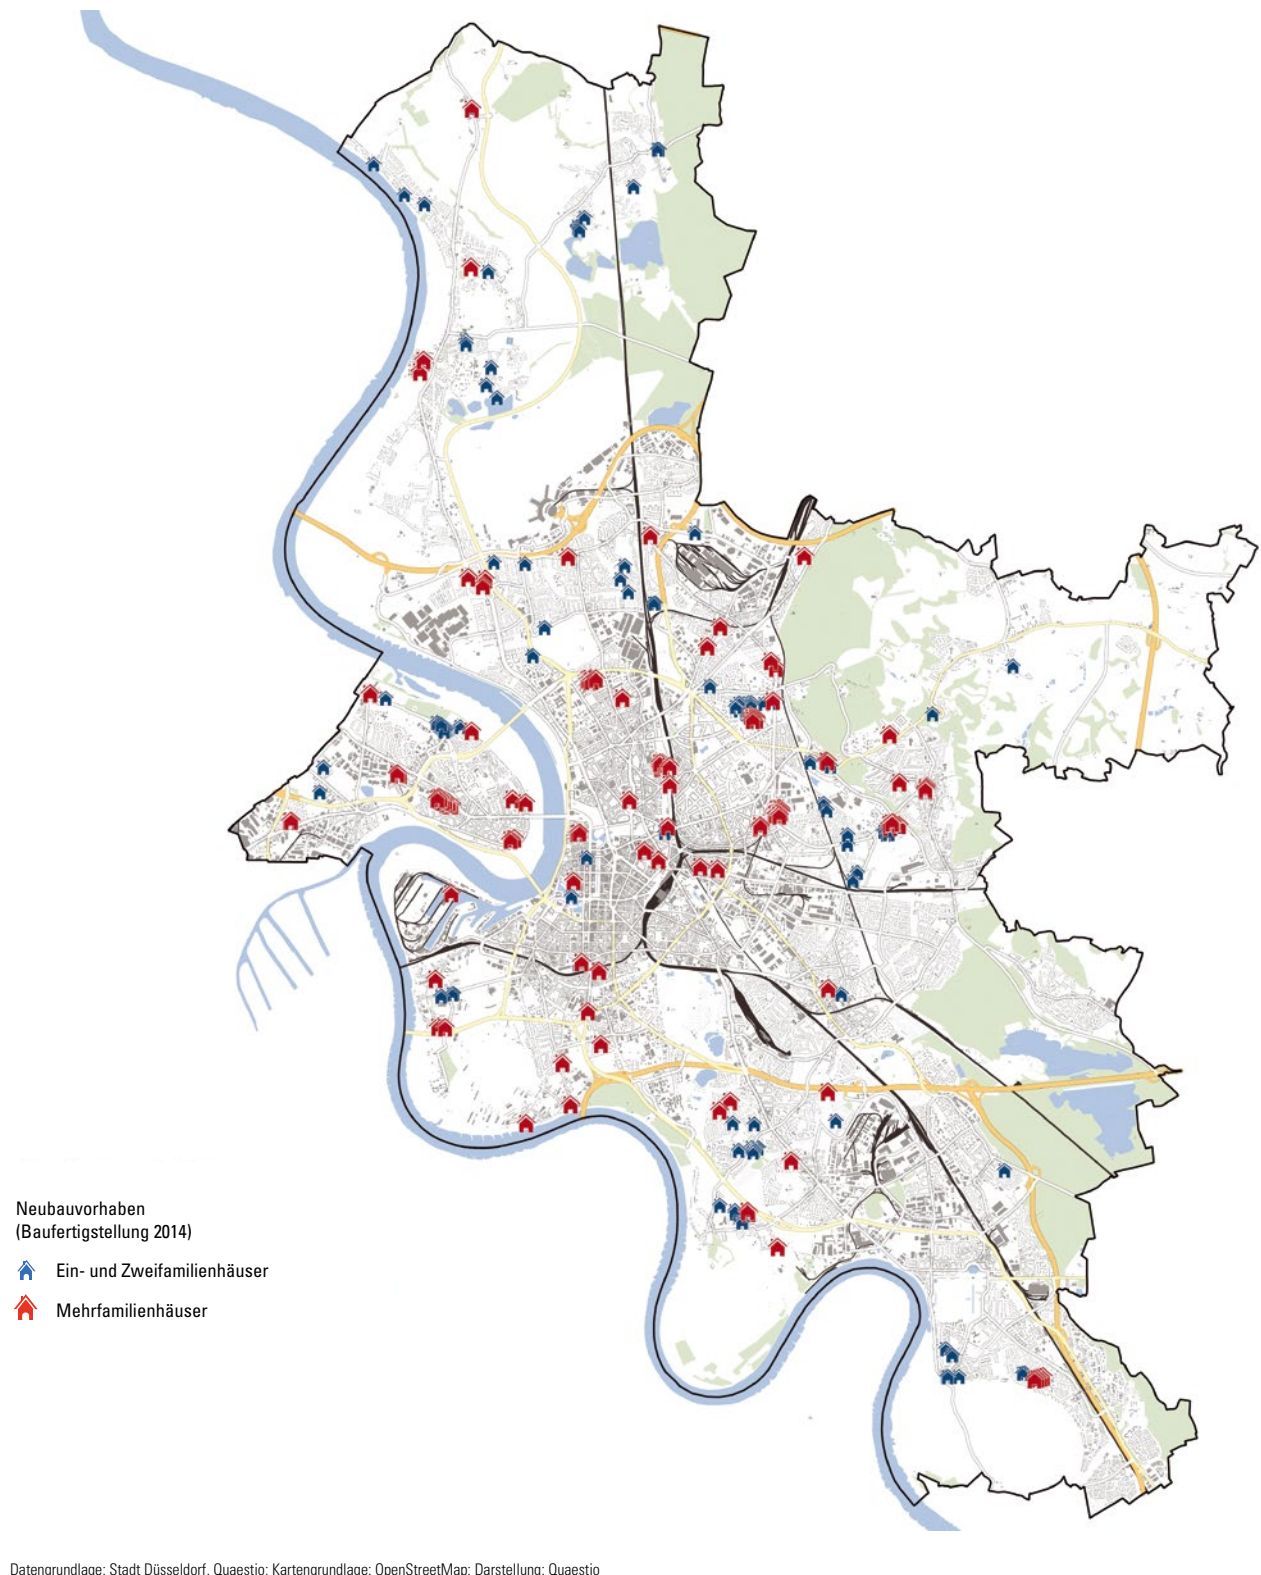 Neubauvorhaben
(Baufertigstellung 2014)
Ein- und Zweifamilienhäuser
Mehrfamilienhäuser
Datengrundlage: Stadt Düsseldorf, Quaestio; Kartengrundlage: OpenStreetMap; Darstellung: Quaestio